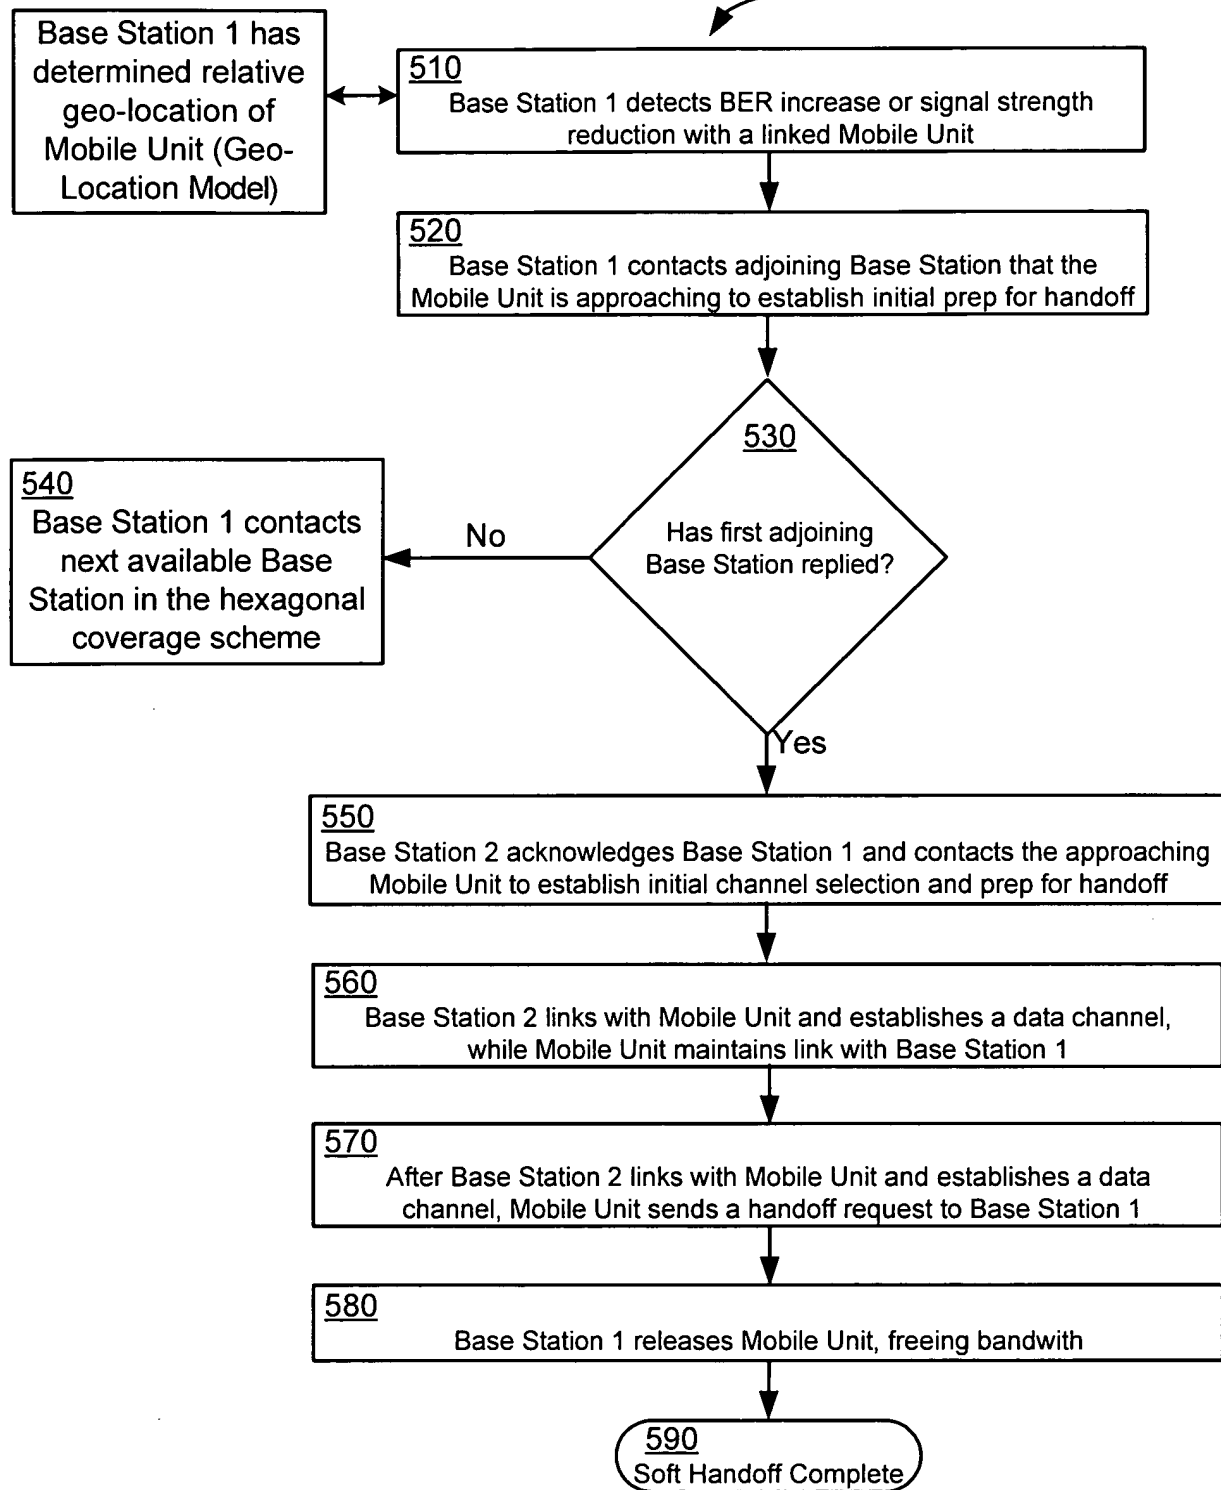 Base Station 1 has
determined relative
geo-location of
Mobile Unit (Geo-
Location Model)
510
Base Station 1 detects BER increase or signal strength
reduction with a linked Mobile Unit
520
Base Station 1 contacts adjoining Base Station that the
Mobile Unit is approaching to establish initial prep for handoff
530
Has first adjoining
Base Station replied?
No
540
Base Station 1 contacts
next available Base
Station in the hexagonal
coverage scheme
Yes
550
Base Station 2 acknowledges Base Station 1 and contacts the approaching
Mobile Unit to establish initial channel selection and prep for handoff
560
Base Station 2 links with Mobile Unit and establishes a data channel,
while Mobile Unit maintains link with Base Station 1
570
After Base Station 2 links with Mobile Unit and establishes a data
channel, Mobile Unit sends a handoff request to Base Station 1
580
Base Station 1 releases Mobile Unit, freeing bandwith
590
Soft Handoff Complete